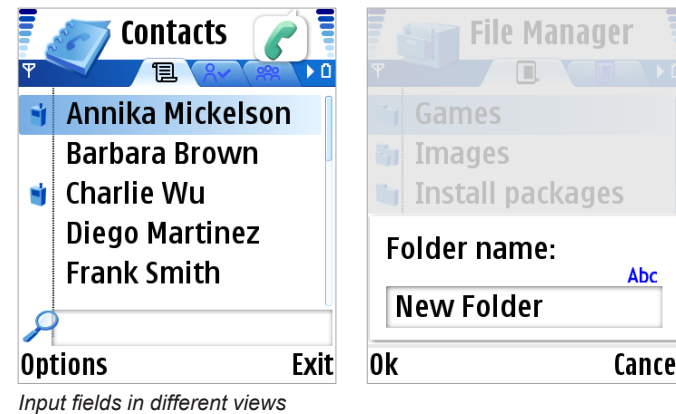 Contacts
Annika Mickelson
Barbara Brown
Charlie Wu
Diego Martinez
Frank Smith
Options Exit
File Manager
Games
Images
Install packages
Folder name:
Abc
New Folder
Ok Cance
Input fields in different views